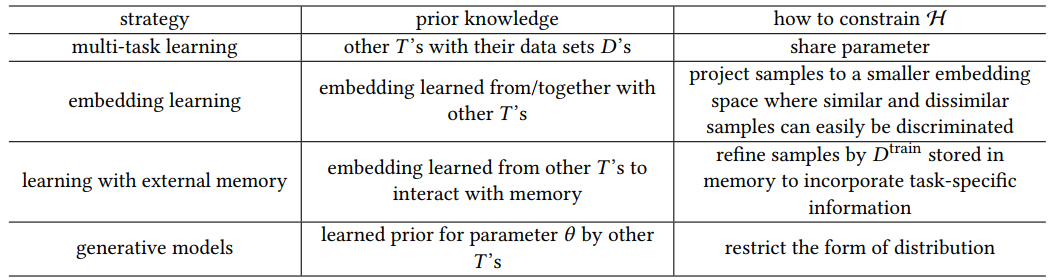 strategy prior knowledge how to constrain ℋ
multi-task learning other T's with their data sets D's share parameter
embedding learning
embedding learned from/together with
other T's
project samples to a smaller embedding
space where similar and dissimilar
samples can easily be discriminated
learning with external memory
embedding learned from other T's to
interact with memory
refine samples by D^train stored in
memory to incorporate task-specific
information
generative models
learned prior for parameter θ by other
T's
restrict the form of distribution